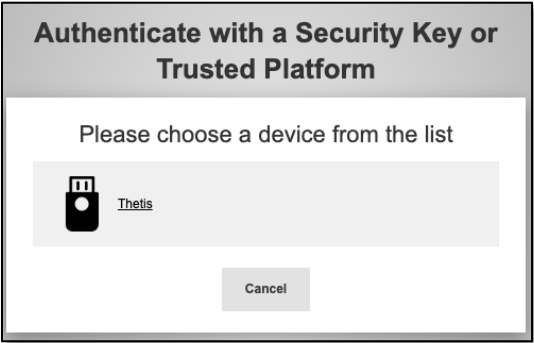 Authenticate with a Security Key or
Trusted Platform
Please choose a device from the list
Thetis
Cancel